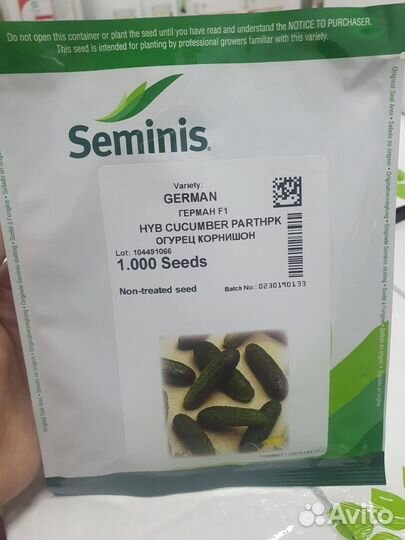 Do not open this container or plant the seed until you have read and understand the NOTICE TO PURCHASER.
This seed is intended for planting by professional growers familiar with this variety.
Seminis
Variety:
GERMAN
ГЕРМАН F1
HYB CUCUMBER PARTHPK
ОГУРЕЦ КОРНИШОН
Lot: 104491066
1.000 Seeds
Non-treated seed
Batch No.: 0230190133
Avito